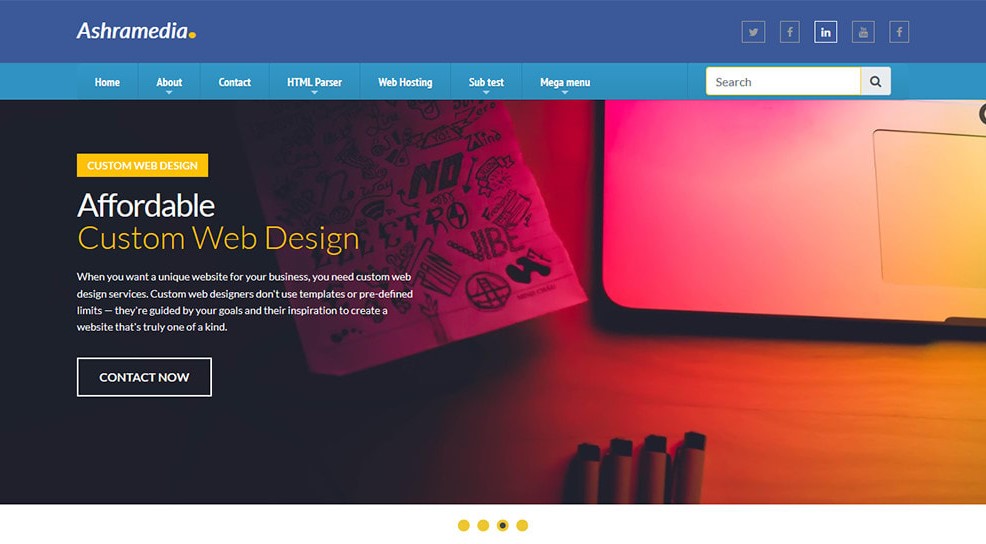 Ashramedia.
Home About Contact HTML Parser Web Hosting Sub test Mega menu Search
CUSTOM WEB DESIGN
Affordable
Custom Web Design
When you want a unique website for your business, you need custom web
design services. Custom web designers don't use templates or pre-defined
limits — they're guided by your goals and their inspiration to create a
website that's truly one of a kind.
CONTACT NOW
NO
VIBE